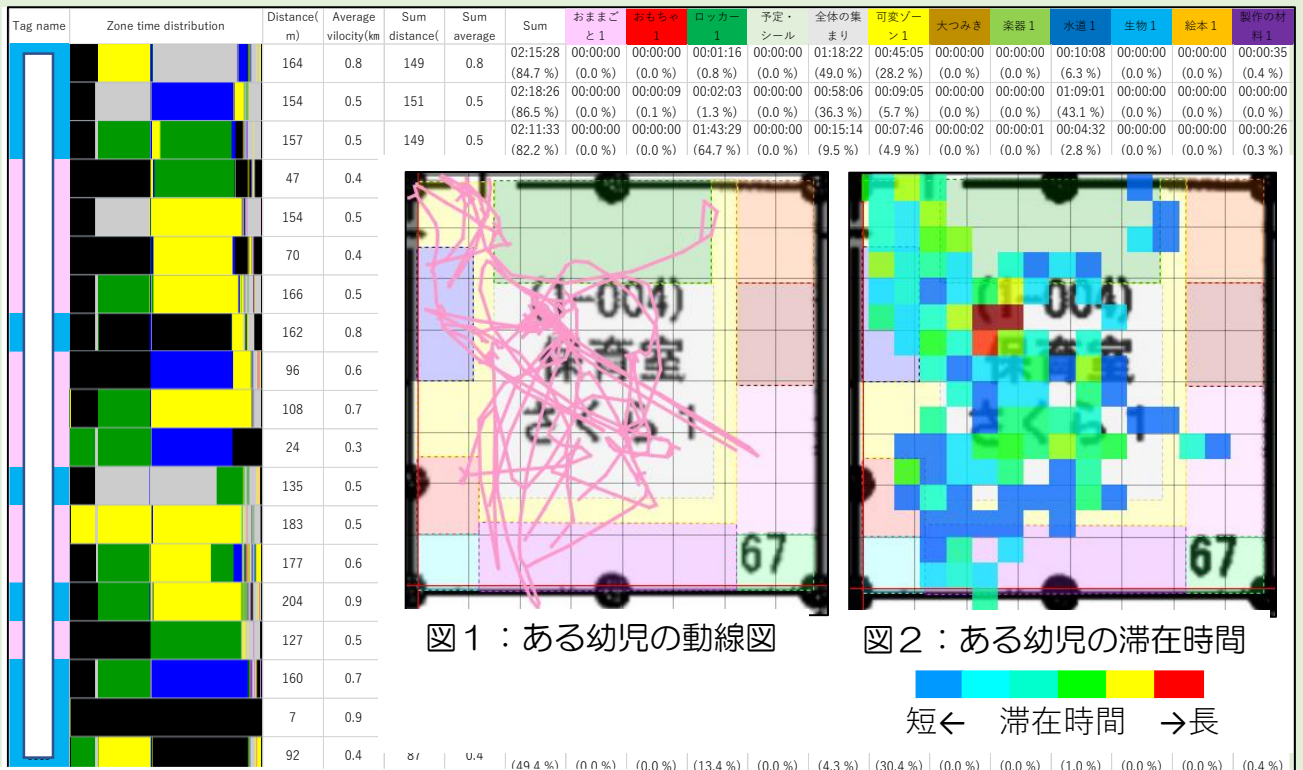 Tag name Zone time distribution Distance( m) Average vilocity(km Sum distance( Sum average Sum おままご と1 おもちゃ 1 ロッカー 1 予定・ シール 全体の集 まり 可変ゾー ン1 大つみき 楽器1 水道1 生物1 絵本1 製作の材 料1
164 0.8 149 0.8 02:15:28 00:00:00 00:00:00 00:01:16 00:00:00 01:18:22 00:45:05 00:00:00 00:00:00 00:10:08 00:00:00 00:00:00 00:00:35
(84.7 %) (0.0 %) (0.0 %) (0.8 %) (0.0 %) (49.0 %) (28.2 %) (0.0 %) (0.0 %) (6.3 %) (0.0 %) (0.0 %) (0.4 %)
154 0.5 151 0.5 02:18:26 00:00:00 00:00:09 00:02:03 00:00:00 00:58:06 00:09:05 00:00:00 00:00:00 01:09:01 00:00:00 00:00:00 00:00:00
(86.5 %) (0.0 %) (0.1 %) (1.3 %) (0.0 %) (36.3 %) (5.7 %) (0.0 %) (0.0 %) (43.1 %) (0.0 %) (0.0 %) (0.0 %)
157 0.5 149 0.5 02:11:33 00:00:00 00:00:00 01:43:29 00:00:00 00:15:14 00:07:46 00:00:02 00:00:01 00:04:32 00:00:00 00:00:00 00:00:26
(82.2 %) (0.0 %) (0.0 %) (64.7 %) (0.0 %) (9.5 %) (4.9 %) (0.0 %) (0.0 %) (2.8 %) (0.0 %) (0.0 %) (0.3 %)
47 0.4
154 0.5
70 0.4
166 0.5
162 0.8
96 0.6
108 0.7
24 0.3
135 0.5
183 0.5
177 0.6
204 0.9
127 0.5
160 0.7
7 0.9
92 0.4 87 0.4
(49.4 %) (0.0 %) (0.0 %) (13.4 %) (0.0 %) (4.3 %) (30.4 %) (0.0 %) (0.0 %) (1.0 %) (0.0 %) (0.0 %) (0.4 %)
(1-004)
保育室
さくら1
67
図1：ある幼児の動線図
(1-004)
保育室
さくら1
67
図2：ある幼児の滞在時間
短← 滞在時間 →長